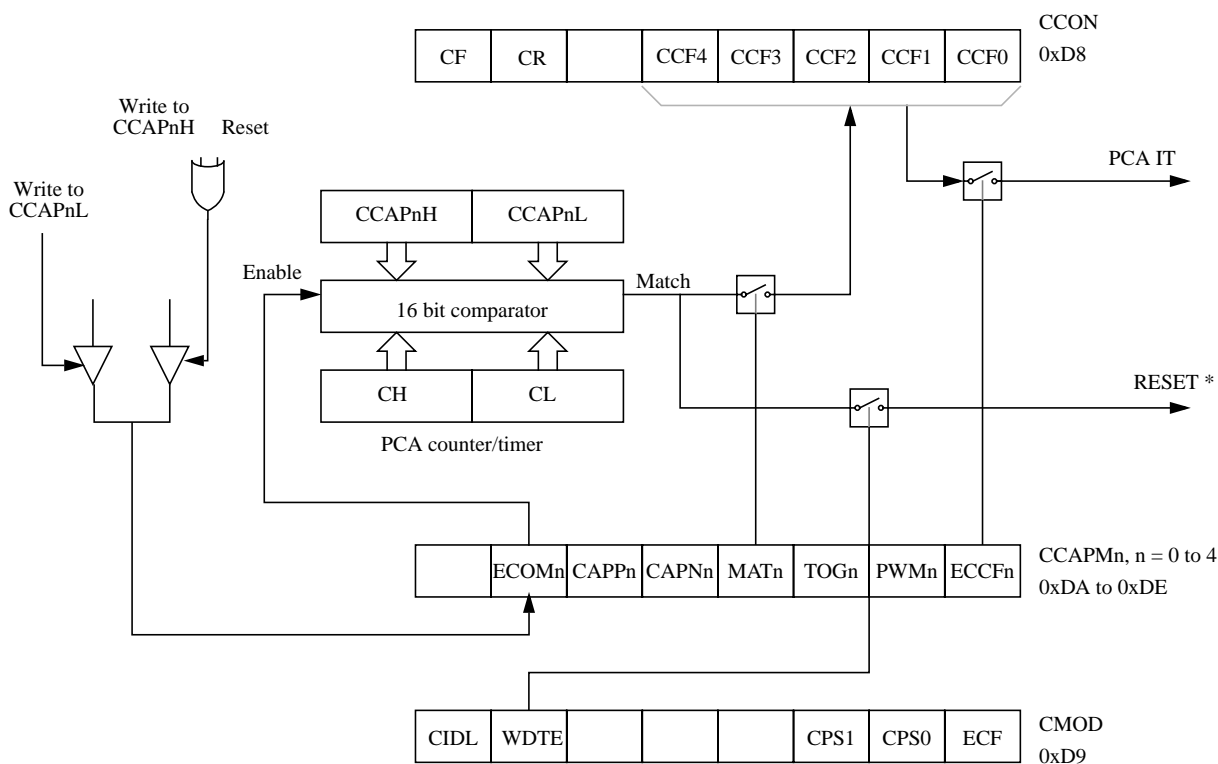 CCON
0xD8
CF CR CCF4 CCF3 CCF2 CCF1 CCF0
Write to
CCAPnH Reset
PCA IT
Write to
CCAPnL
CCAPnH CCAPnL
Enable
Match
16 bit comparator
CH CL
RESET *
PCA counter/timer
ECOMn CAPPn CAPNn MATn TOGn PWMn ECCFn
CCAPMn, n = 0 to 4
0xDA to 0xDE
CIDL WDTE CPS1 CPS0 ECF
CMOD
0xD9